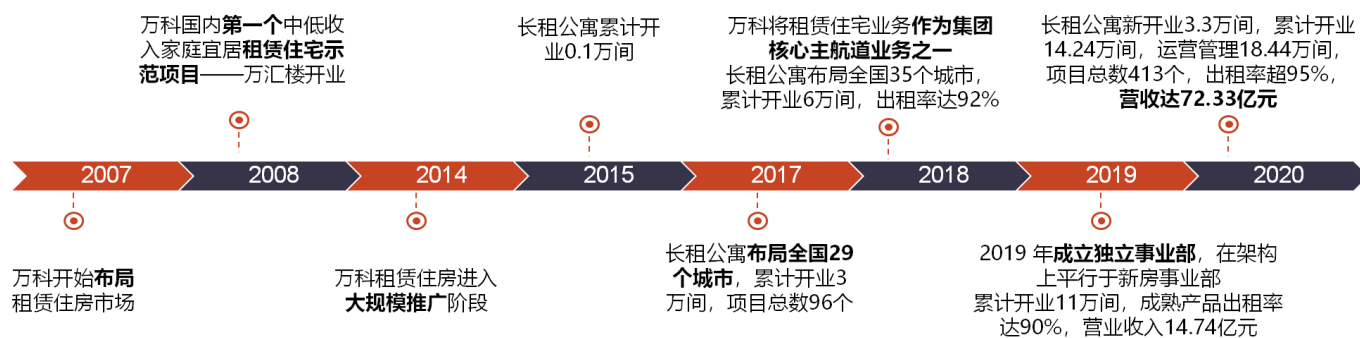 万科国内第一个中低收
入家庭宜居租赁住宅示
范项目——万汇楼开业
长租公寓累计开
业0.1万间
万科将租赁住宅业务作为集团
核心主航道业务之一
长租公寓布局全国35个城市，
累计开业6万间，出租率达92%
长租公寓新开业3.3万间，累计开业
14.24万间，运营管理18.44万间，
项目总数413个，出租率超95%，
营收达72.33亿元
2007
2008
2014
2015
2017
2018
2019
2020
万科开始布局
租赁住房市场
万科租赁住房进入
大规模推广阶段
长租公寓布局全国29
个城市，累计开业3
万间，项目总数96个
2019 年成立独立事业部，在架构
上平行于新房事业部
累计开业11万间，成熟产品出租率
达90%，营业收入14.74亿元